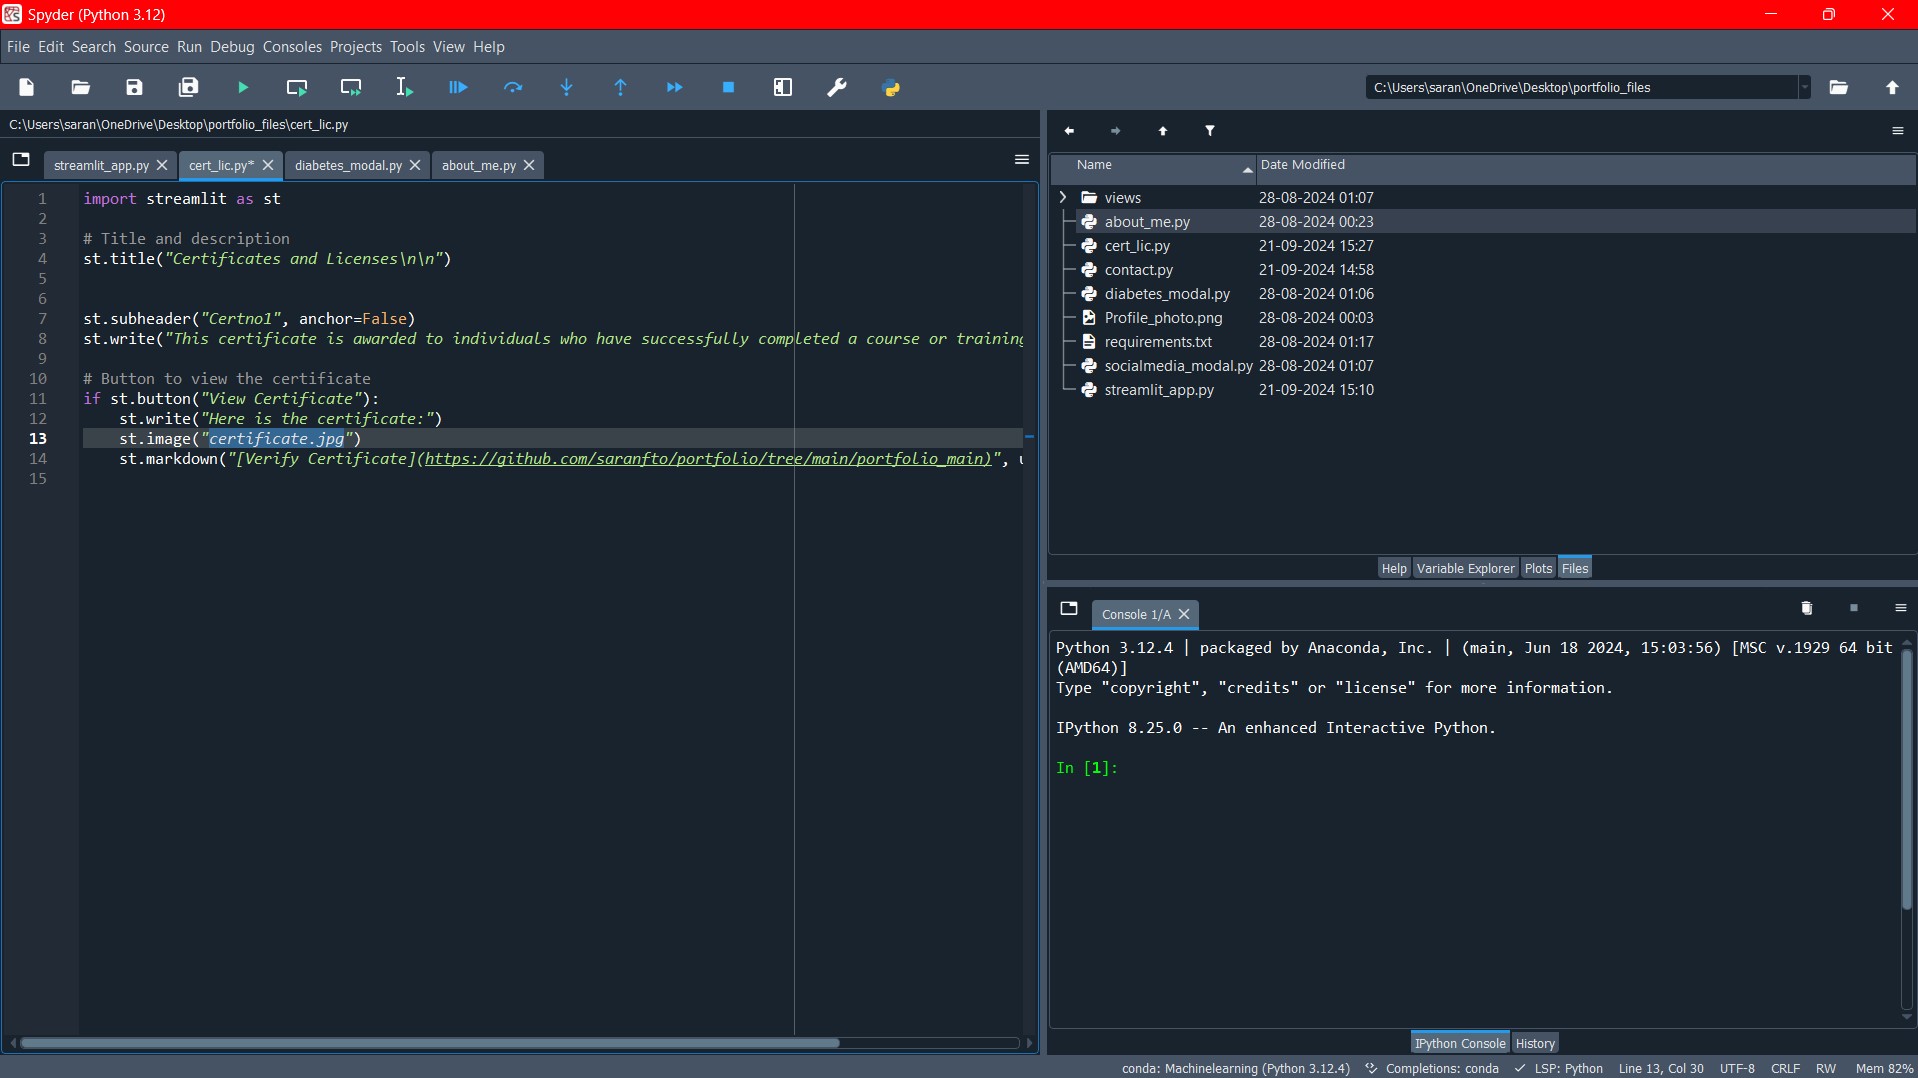 Spyder (Python 3.12)
File Edit Search Source Run Debug Consoles Projects Tools View Help
C:\Users\saran\OneDrive\Desktop\portfolio_files
C:\Users\saran\OneDrive\Desktop\portfolio_files\cert_lic.py
streamlit_app.py cert_lic.py* diabetes_modal.py about_me.py
1 import streamlit as st
2
3 # Title and description
4 st.title("Certificates and Licenses\n\n")
5
6
7 st.subheader("Certno1", anchor=False)
8 st.write("This certificate is awarded to individuals who have successfully completed a course or training
9
10 # Button to view the certificate
11 if st.button("View Certificate"):
12 st.write("Here is the certificate:")
13 st.image("certificate.jpg")
14 st.markdown("[Verify Certificate](https://github.com/saranfto/portfolio/tree/main/portfolio_main)",
15
Name Date Modified
views 28-08-2024 01:07
about_me.py 28-08-2024 00:23
cert_lic.py 21-09-2024 15:27
contact.py 21-09-2024 14:58
diabetes_modal.py 28-08-2024 01:06
Profile_photo.png 28-08-2024 00:03
requirements.txt 28-08-2024 01:17
socialmedia_modal.py 28-08-2024 01:07
streamlit_app.py 21-09-2024 15:10
Help Variable Explorer Plots Files
Console 1/A
Python 3.12.4 | packaged by Anaconda, Inc. | (main, Jun 18 2024, 15:03:56) [MSC v.1929 64 bit
(AMD64)]
Type "copyright", "credits" or "license" for more information.
IPython 8.25.0 -- An enhanced Interactive Python.
In [1]:
IPython Console History
conda: Machinelearning (Python 3.12.4) Completions: conda LSP: Python Line 13, Col 30 UTF-8 CRLF RW Mem 82%